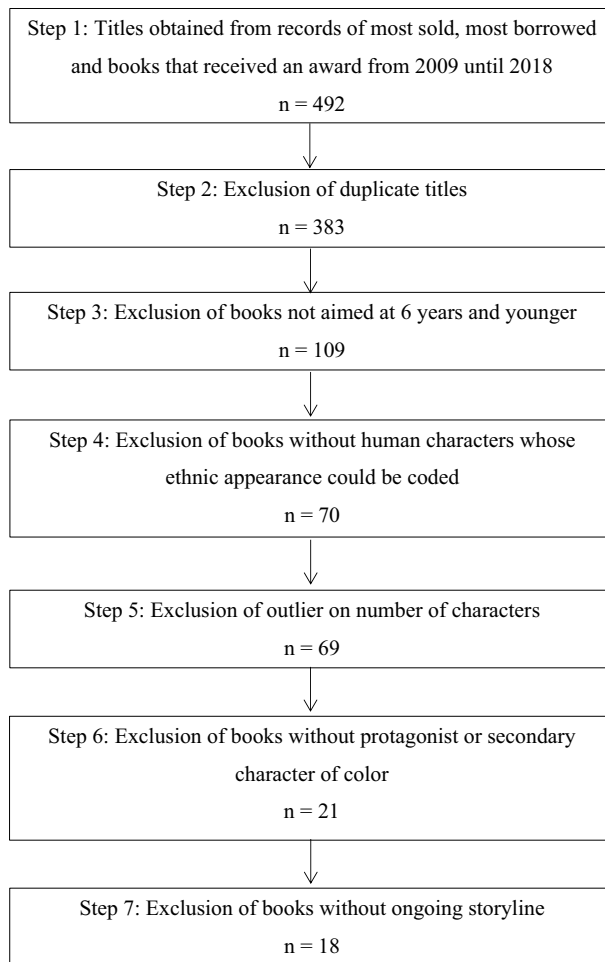 Step 1: Titles obtained from records of most sold, most borrowed
and books that received an award from 2009 until 2018
n = 492
Step 2: Exclusion of duplicate titles
n = 383
Step 3: Exclusion of books not aimed at 6 years and younger
n = 109
Step 4: Exclusion of books without human characters whose
ethnic appearance could be coded
n = 70
Step 5: Exclusion of outlier on number of characters
n = 69
Step 6: Exclusion of books without protagonist or secondary
character of color
n = 21
Step 7: Exclusion of books without ongoing storyline
n = 18